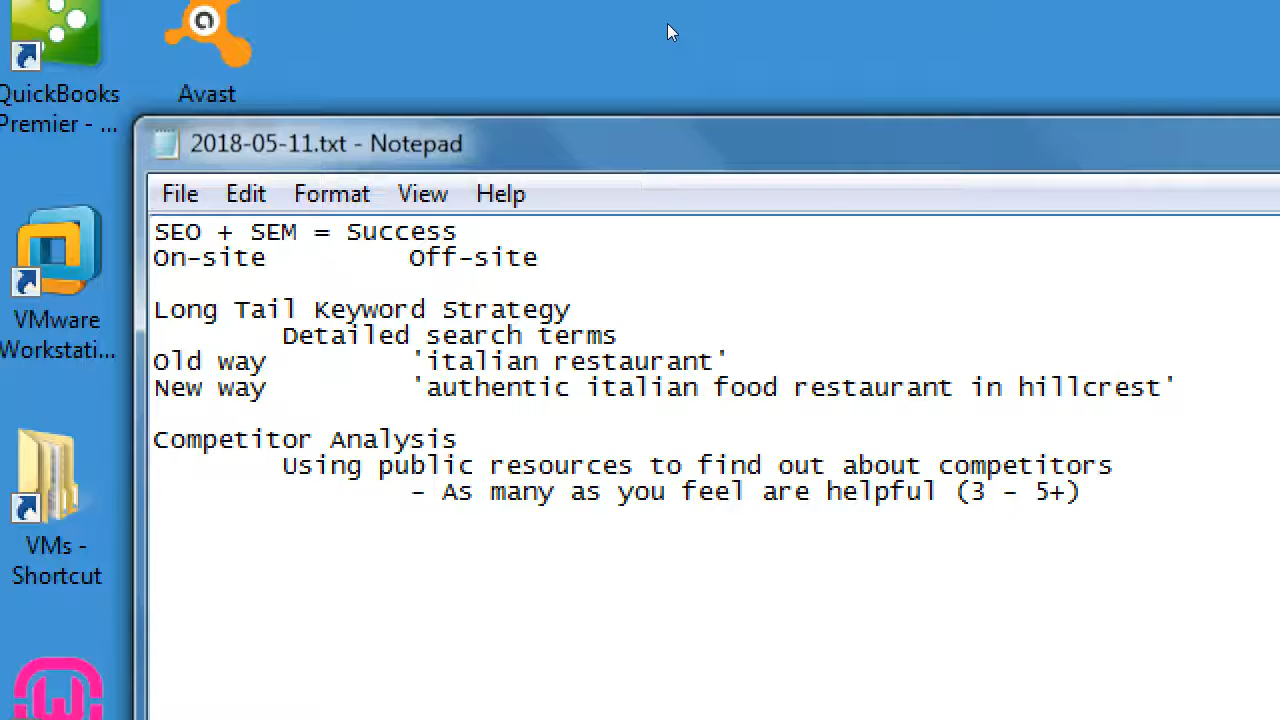 QuickBooks
Premier - ...
Avast
2018-05-11.txt - Notepad
File Edit Format View Help
SEO + SEM = Success
On-site Off-site
Long Tail Keyword Strategy
Detailed search terms
Old way 'italian restaurant'
New way 'authentic italian food restaurant in hillcrest'
Competitor Analysis
Using public resources to find out about competitors
- As many as you feel are helpful (3 - 5+)
VMware
Workstati...
VMs -
Shortcut